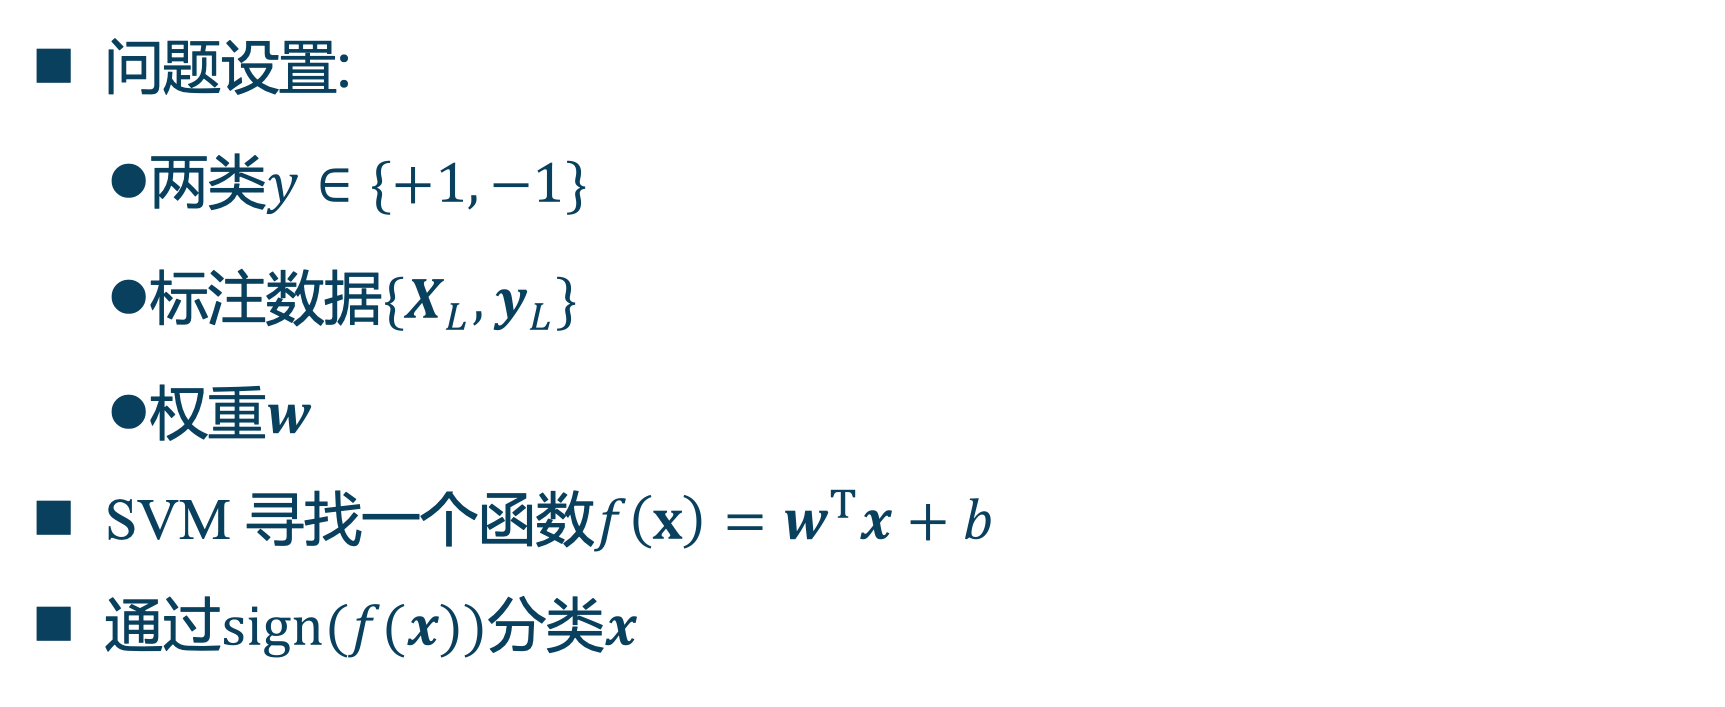 ■ 问题设置:
●两类y ∈ {+1, −1}
●标注数据{X_L, y_L}
●权重w
■ SVM 寻找一个函数f(x) = w^T x + b
■ 通过sign(f(x))分类x